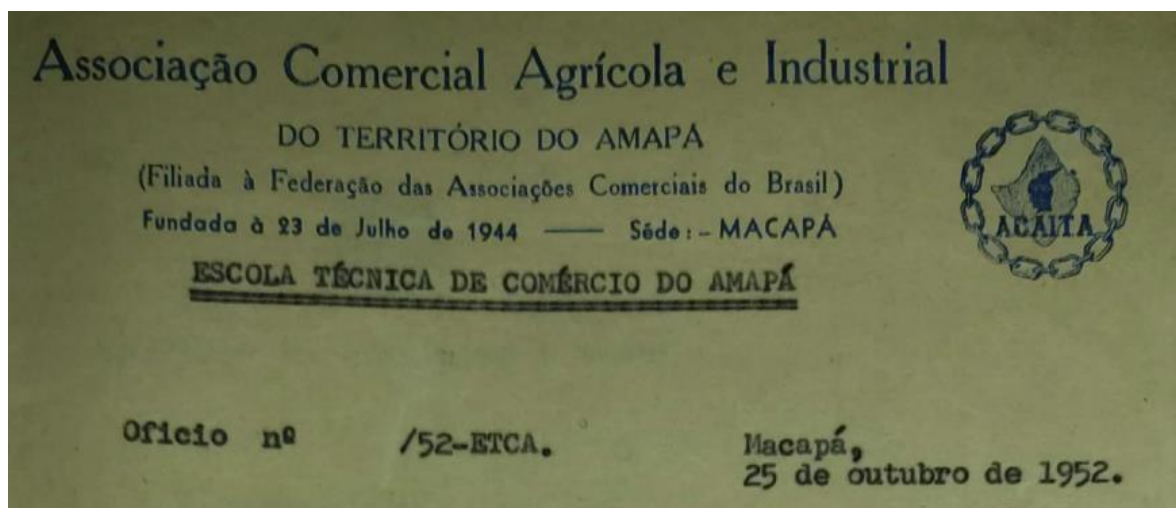 Associação Comercial Agrícola e Industrial
DO TERRITÓRIO DO AMAPÁ
(Filiada à Federação das Associações Comerciais do Brasil)
Fundada à 23 de Julho de 1944 —— Séde:- MACAPÁ
ACAITA
ESCOLA TÉCNICA DE COMÉRCIO DO AMAPÁ
Oficio nº /52-ETCA.
Macapá,
25 de outubro de 1952.